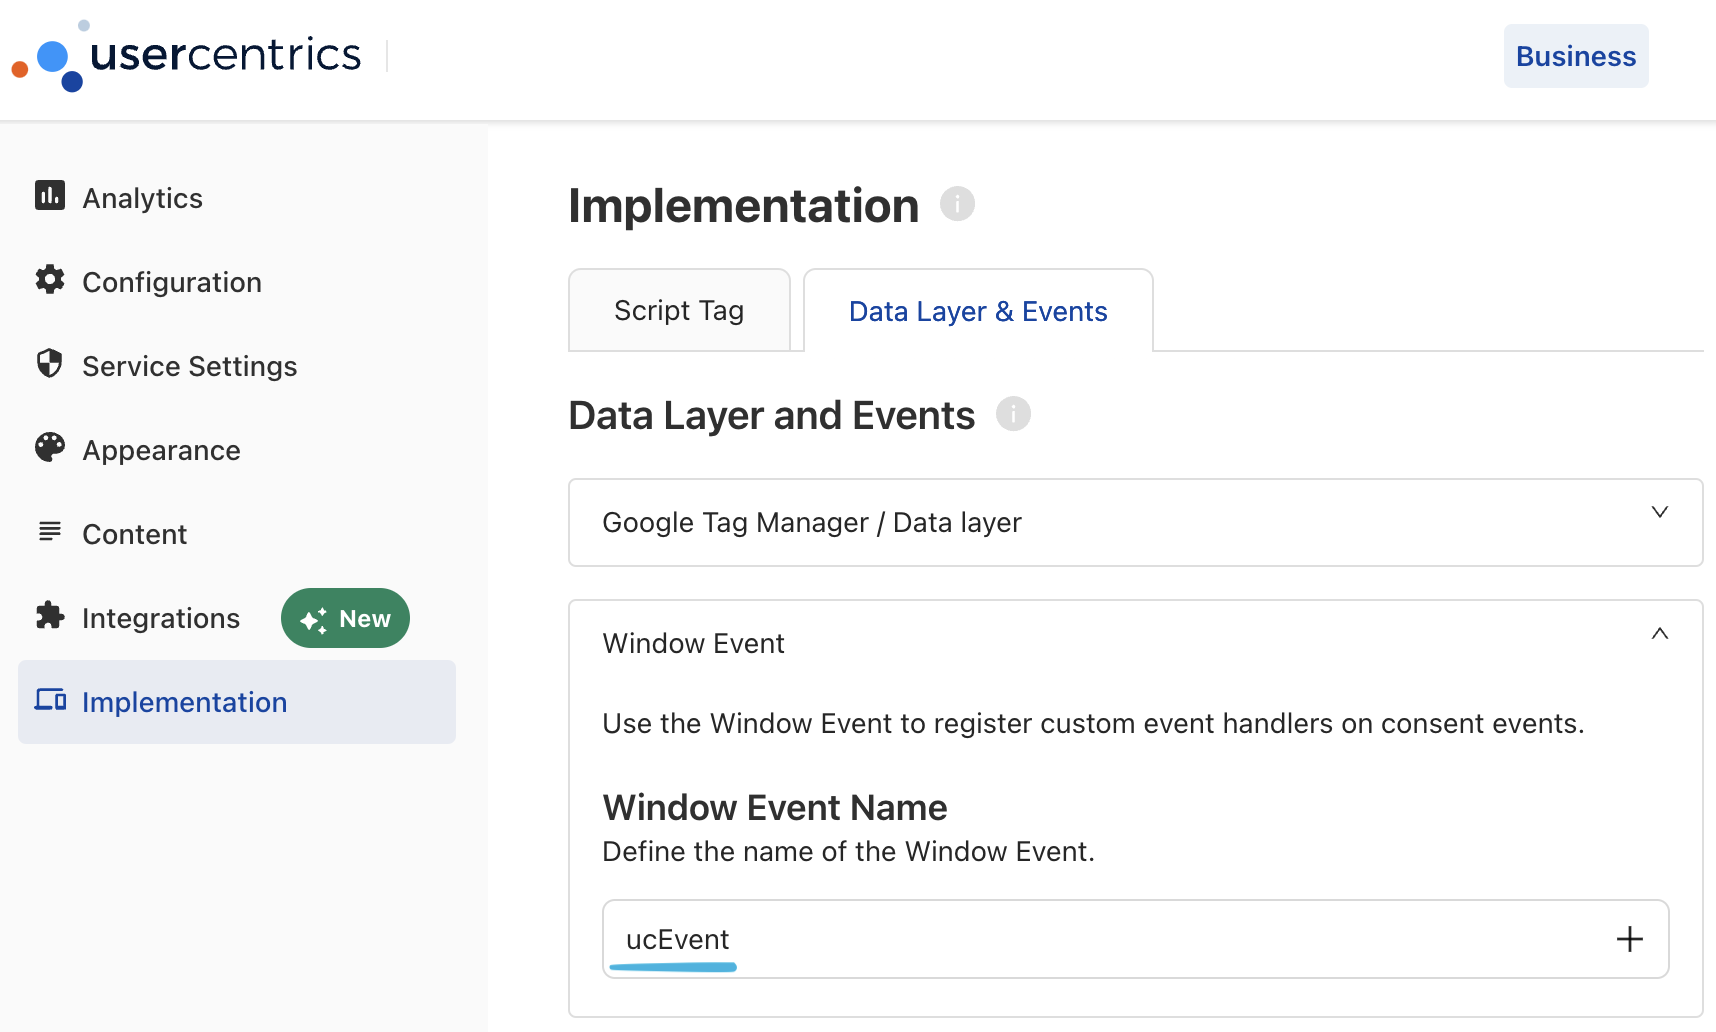 usercentrics
Business
Analytics
Configuration
Service Settings
Appearance
Content
Integrations
New
Implementation
Implementation
Script Tag
Data Layer & Events
Data Layer and Events
Google Tag Manager / Data layer
Window Event
Use the Window Event to register custom event handlers on consent events.
Window Event Name
Define the name of the Window Event.
ucEvent